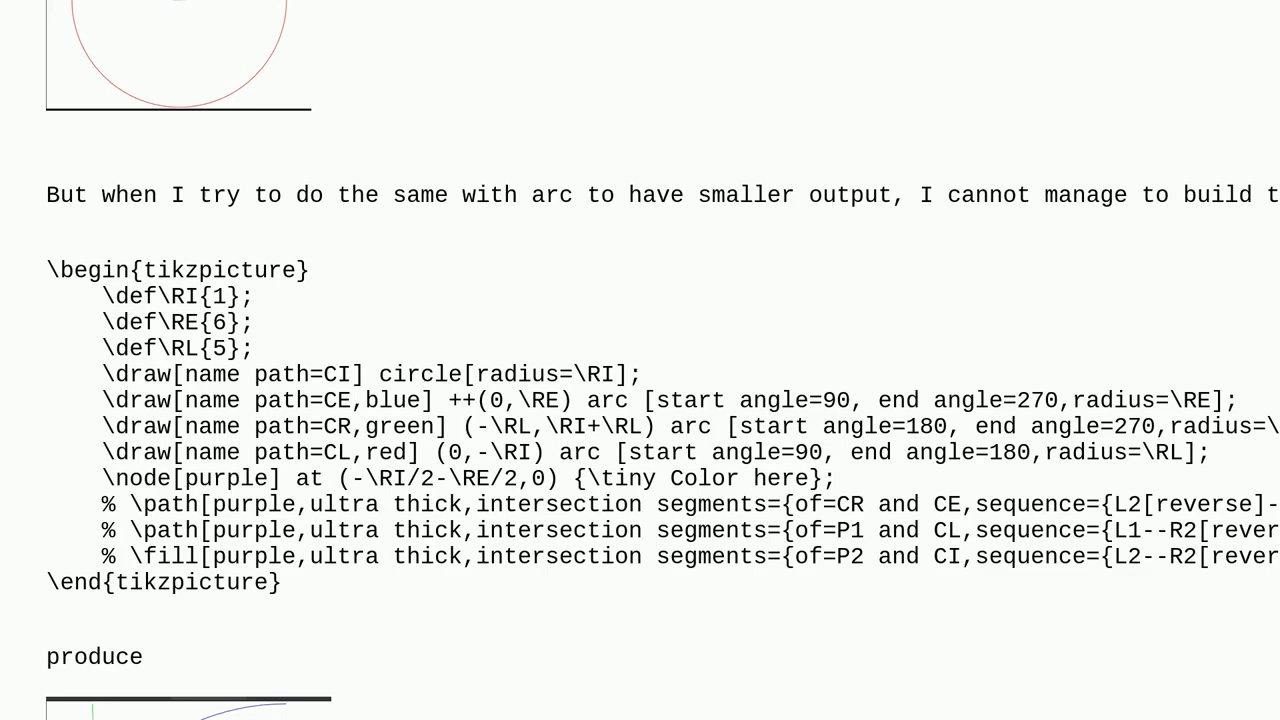 But when I try to do the same with arc to have smaller output, I cannot manage to build
\begin{tikzpicture}
    \def\RI{1};
    \def\RE{6};
    \def\RL{5};
    \draw[name path=CI] circle[radius=\RI];
    \draw[name path=CE,blue] ++(0,\RE) arc [start angle=90, end angle=270,radius=\RE];
    \draw[name path=CR,green] (-\RL,\RI+\RL) arc [start angle=180, end angle=270,radius=\
    \draw[name path=CL,red] (0,-\RI) arc [start angle=90, end angle=180,radius=\RL];
    \node[purple] at (-\RI/2-\RE/2,0) {\tiny Color here};
    % \path[purple,ultra thick,intersection segments={of=CR and CE,sequence={L2[reverse]-
    % \path[purple,ultra thick,intersection segments={of=P1 and CL,sequence={L1--R2[rever
    % \fill[purple,ultra thick,intersection segments={of=P2 and CI,sequence={L2--R2[rever
\end{tikzpicture}
produce